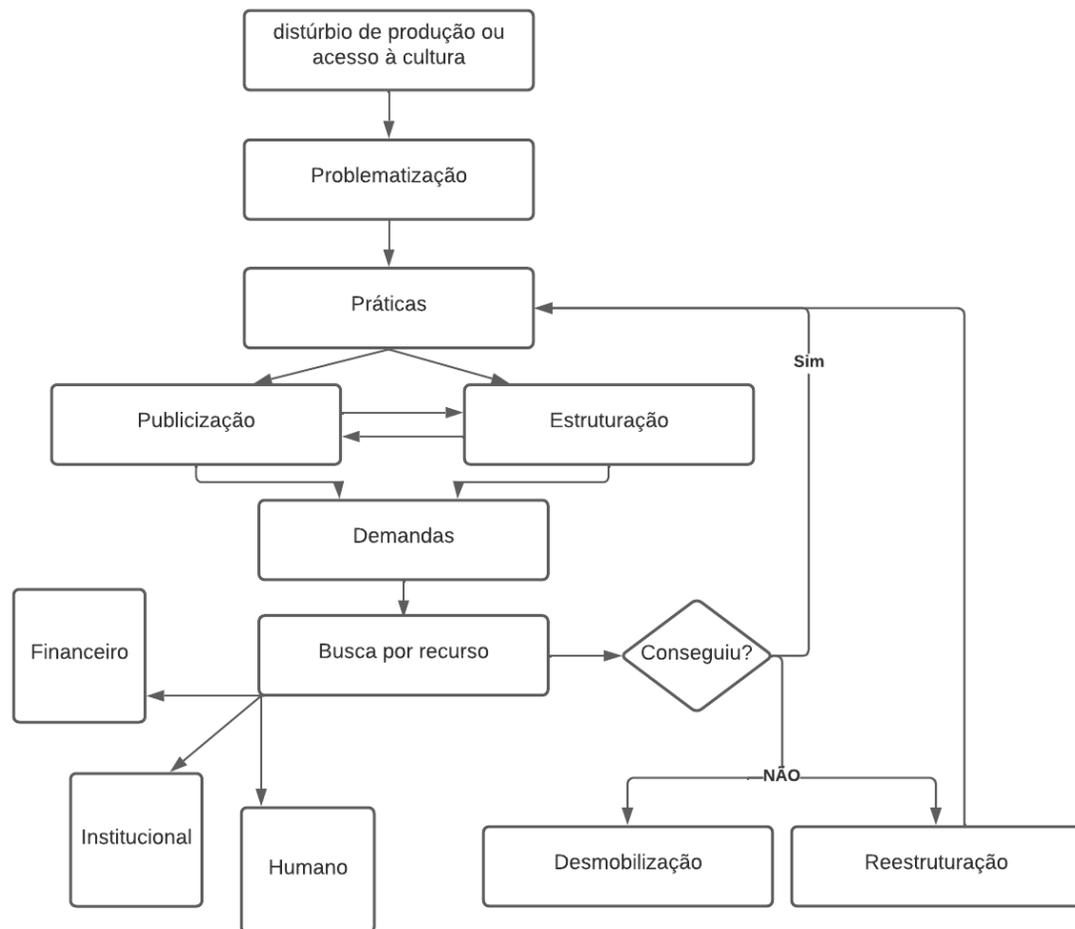 distúrbio de produção ou
acesso à cultura
Problematização
Práticas
Sim
Publicização
Estruturação
Demandas
Financeiro
Busca por recurso
Conseguiu?
NÃO
Institucional
Humano
Desmobilização
Reestruturação